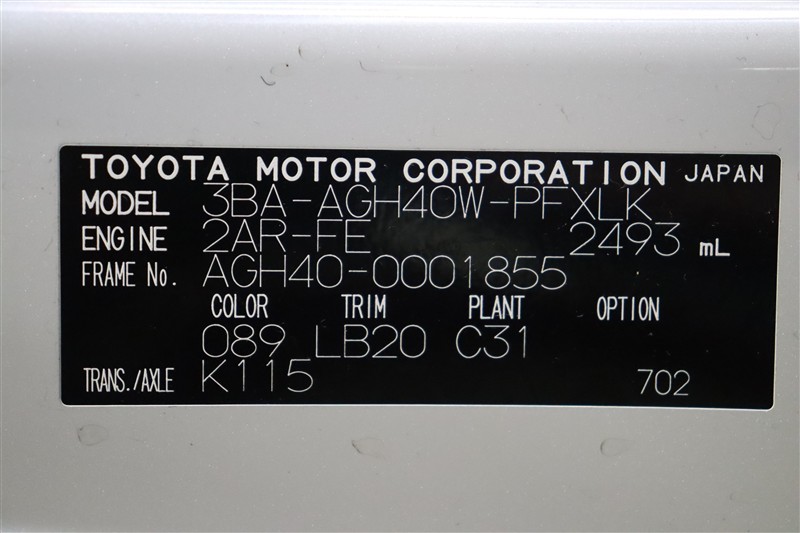 TOYOTA MOTOR CORPORATION JAPAN
MODEL 3BA-AGH40W-PFXLK
ENGINE 2AR-FE 2493 mL
FRAME No. AGH40-0001855
COLOR TRIM PLANT OPTION
089 LB20 C31
TRANS./AXLE K115 702